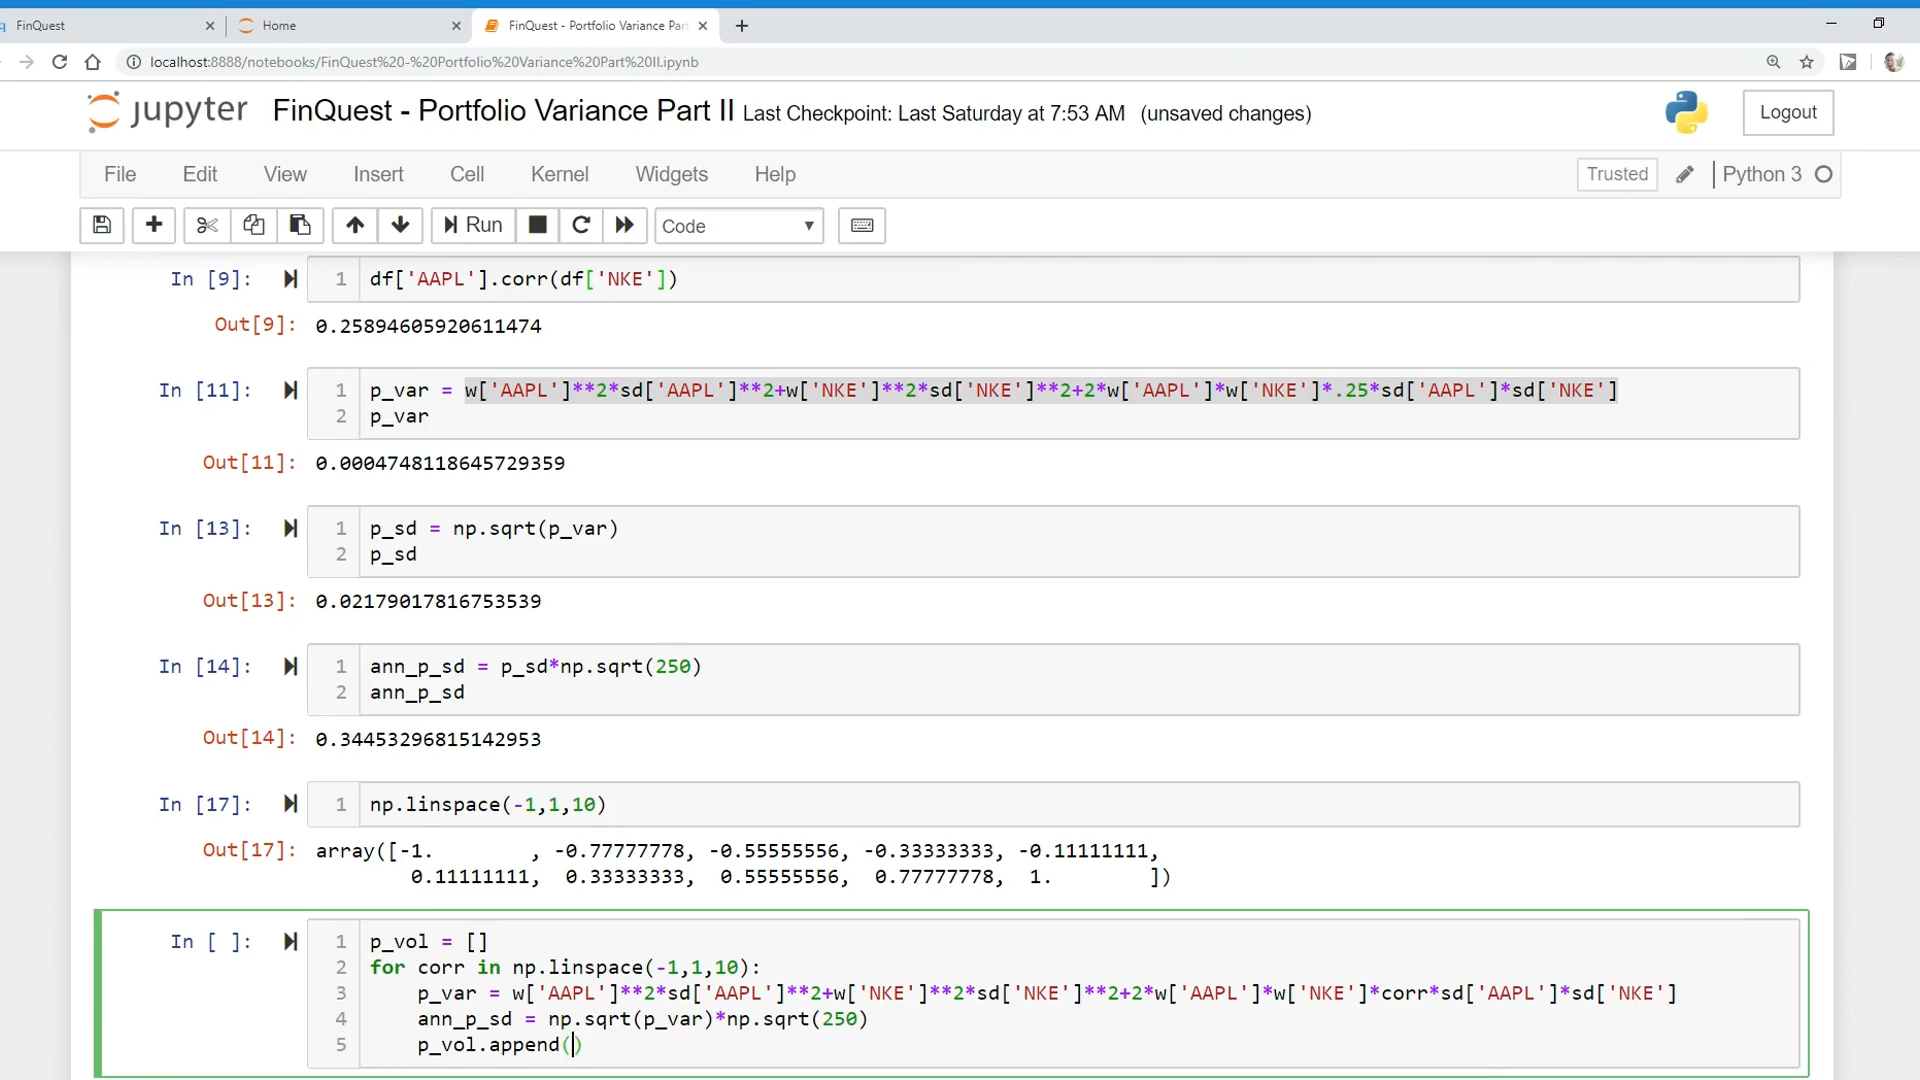 FinQuest
Home
FinQuest - Portfolio Variance Par
localhost:8888/notebooks/FinQuest%20-%20Portfolio%20Variance%20Part%20II.ipynb
jupyter FinQuest - Portfolio Variance Part II Last Checkpoint: Last Saturday at 7:53 AM (unsaved changes)
Logout
File Edit View Insert Cell Kernel Widgets Help
Trusted Python 3
Run Code
In [9]: 1 df['AAPL'].corr(df['NKE'])
Out[9]: 0.25894605920611474
In [11]: 1 p_var = w['AAPL']**2*sd['AAPL']**2+w['NKE']**2*sd['NKE']**2+2*w['AAPL']*w['NKE']*.25*sd['AAPL']*sd['NKE']
2 p_var
Out[11]: 0.0004748118645729359
In [13]: 1 p_sd = np.sqrt(p_var)
2 p_sd
Out[13]: 0.02179017816753539
In [14]: 1 ann_p_sd = p_sd*np.sqrt(250)
2 ann_p_sd
Out[14]: 0.34453296815142953
In [17]: 1 np.linspace(-1,1,10)
Out[17]: array([-1. , -0.77777778, -0.55555556, -0.33333333, -0.11111111,
0.11111111, 0.33333333, 0.55555556, 0.77777778, 1. ])
In [ ]: 1 p_vol = []
2 for corr in np.linspace(-1,1,10):
3 p_var = w['AAPL']**2*sd['AAPL']**2+w['NKE']**2*sd['NKE']**2+2*w['AAPL']*w['NKE']*corr*sd['AAPL']*sd['NKE']
4 ann_p_sd = np.sqrt(p_var)*np.sqrt(250)
5 p_vol.append()